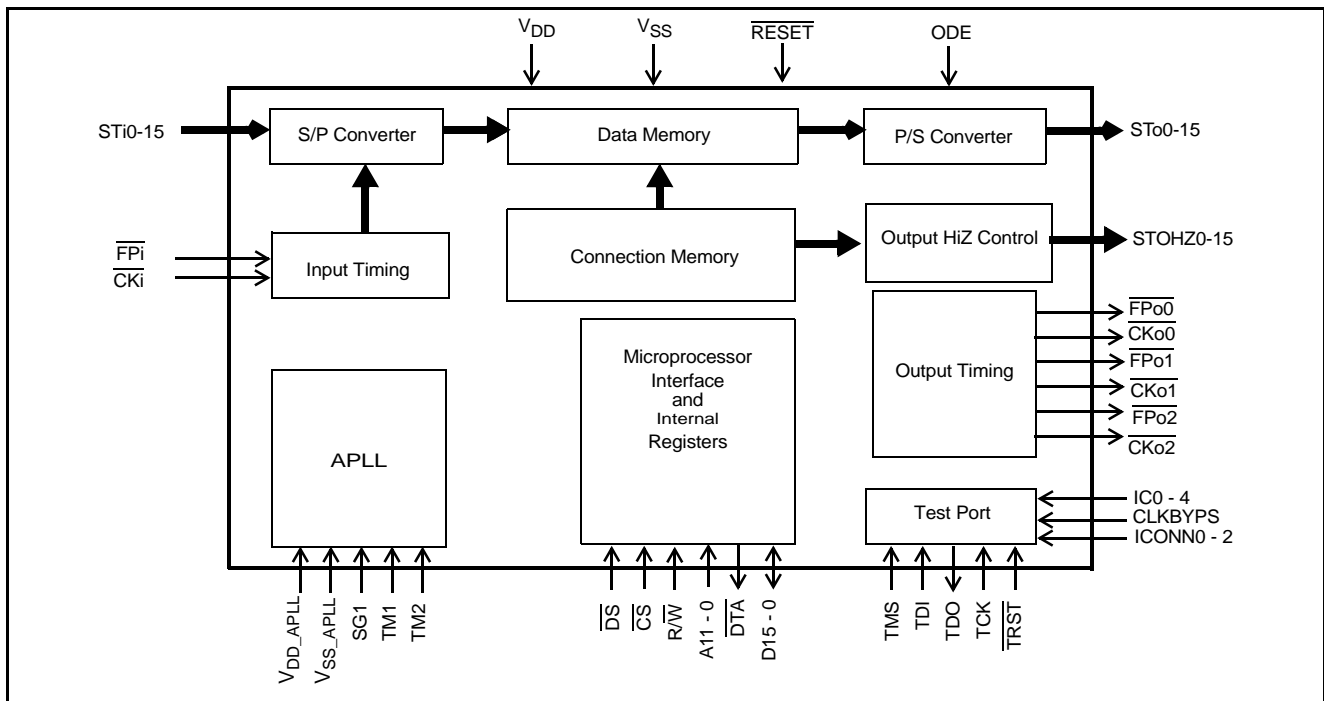 VDD
VSS
RESET
ODE
STi0-15
S/P Converter
Data Memory
P/S Converter
STo0-15
FPi
CKi
Input Timing
Connection Memory
Output HiZ Control
STOHZ0-15
APLL
Microprocessor
Interface
and
Internal
Registers
Output Timing
FPo0
CKo0
FPo1
CKo1
FPo2
CKo2
Test Port
IC0 - 4
CLKBYPS
ICONN0 - 2
VDD_APLL
VSS_APLL
SG1
TM1
TM2
DS
CS
R/W
A11 - 0
DTA
D15 - 0
TMS
TDI
TDO
TCK
TRST